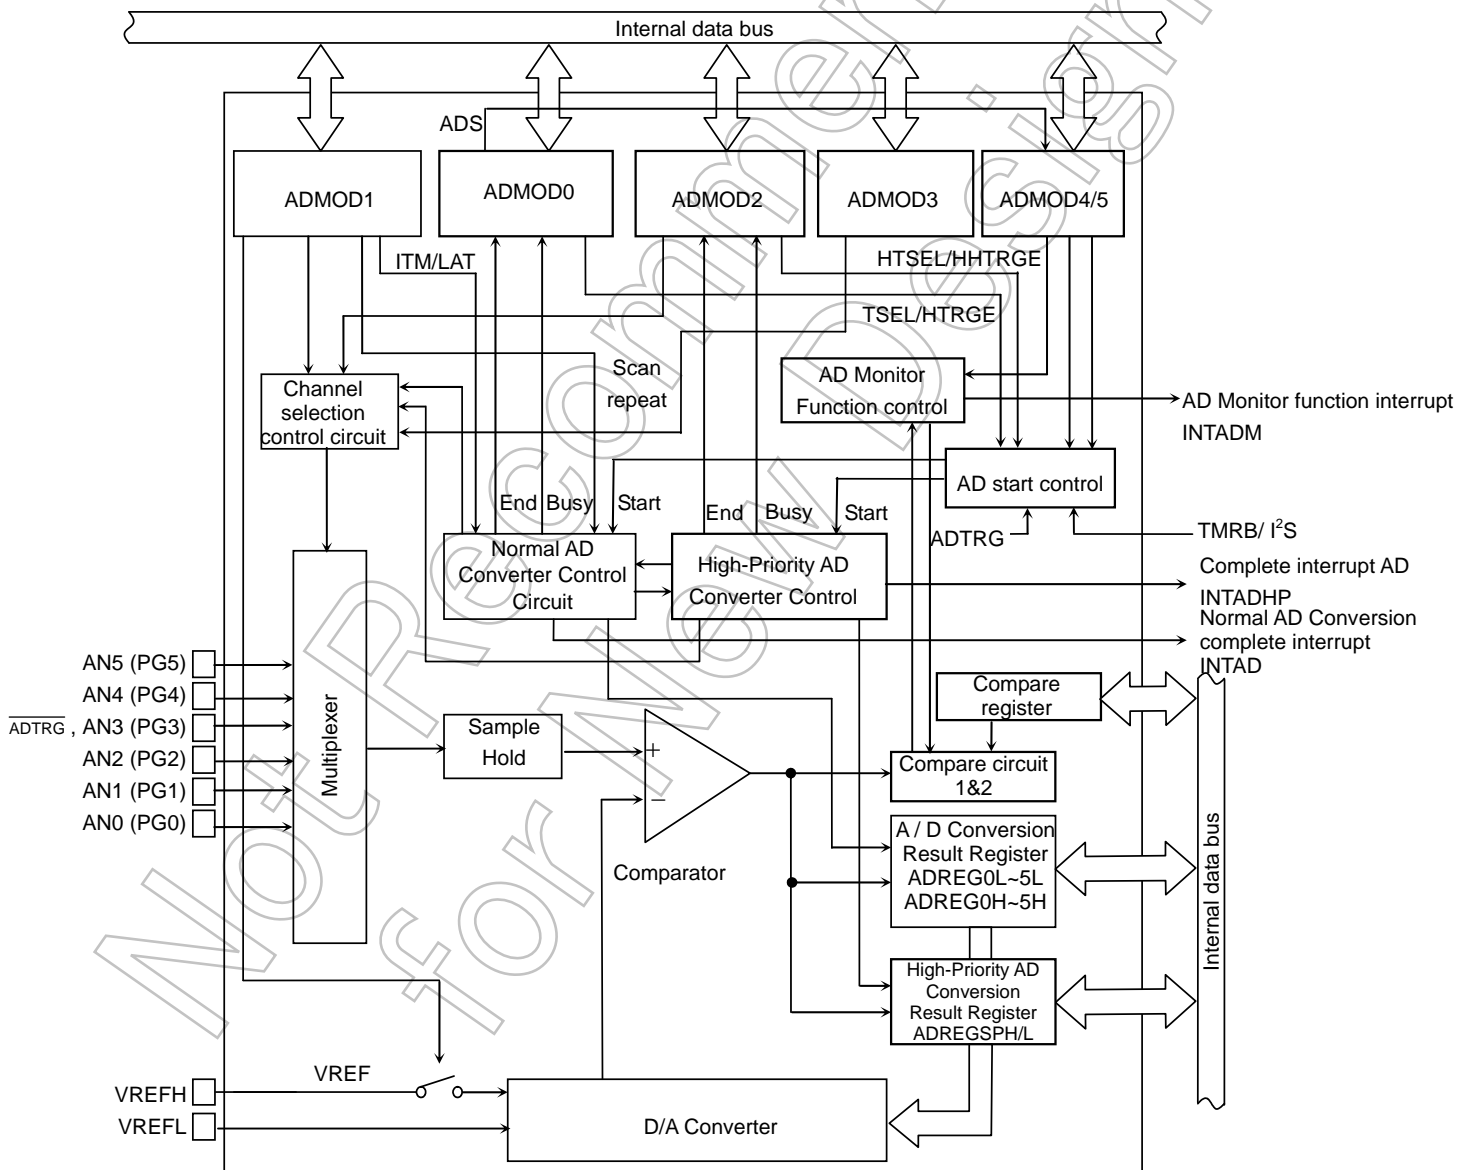 Internal data bus
ADS
ADMOD1
ADMOD0
ADMOD2
ADMOD3
ADMOD4/5
ITM/LAT
HTSEL/HHTRGE
TSEL/HTRGE
Scan
repeat
Channel
selection
control circuit
AD Monitor
Function control
AD Monitor function interrupt
INTADM
AD start control
End
Busy
Start
End
Busy
Start
ADTRG
TMRB/ I²S
Normal AD
Converter Control
Circuit
High-Priority AD
Converter Control
Complete interrupt AD
INTADHP
Normal AD Conversion
complete interrupt
INTAD
AN5 (PG5)
AN4 (PG4)
ADTRG , AN3 (PG3)
AN2 (PG2)
AN1 (PG1)
AN0 (PG0)
Multiplexer
Sample
Hold
+
−
Comparator
Compare
register
Compare circuit
1&2
A / D Conversion
Result Register
ADREG0L~5L
ADREG0H~5H
High-Priority AD
Conversion
Result Register
ADREGSPH/L
Internal data bus
VREF
VREFH
VREFL
D/A Converter
Not Recommen
for New Design